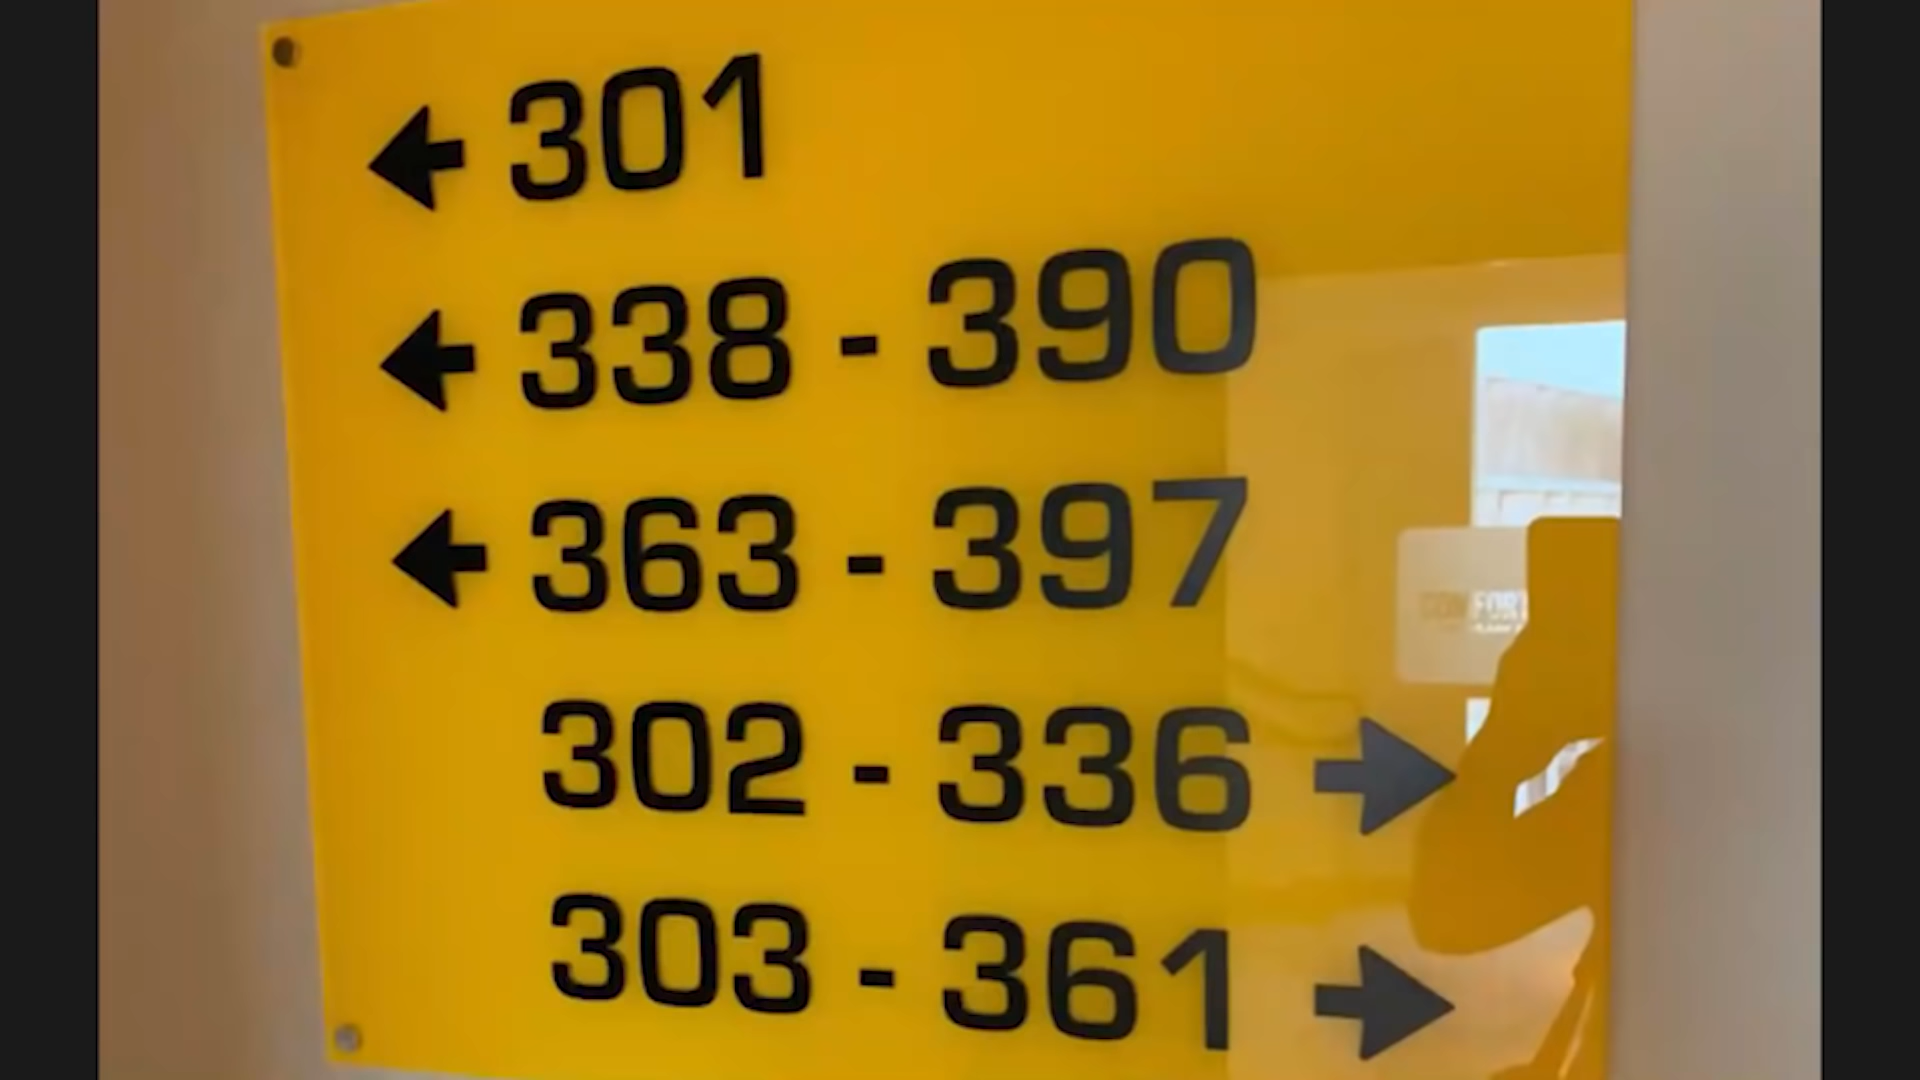 ← 301
← 338 - 390
← 363 - 397
302 - 336 →
303 - 361 →